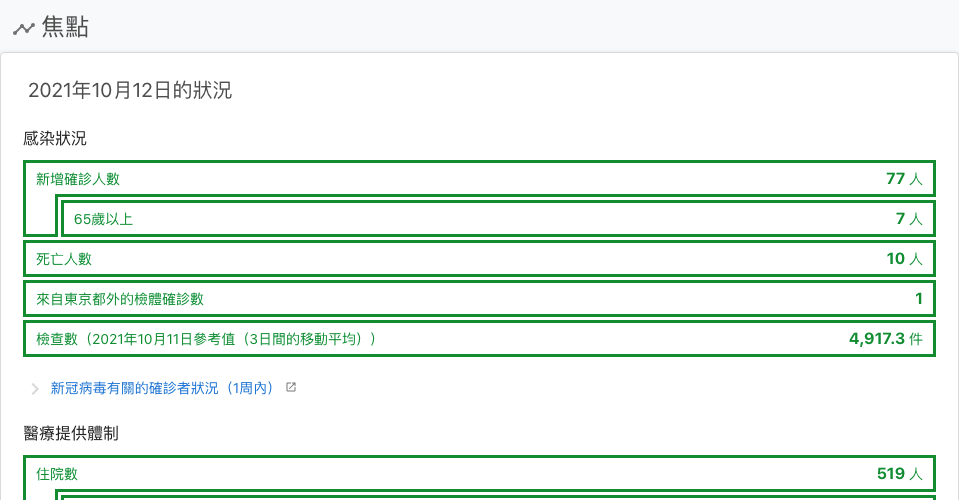 焦點
2021年10月12日的狀況
感染狀況
新增確診人數 77 人
65歲以上 7 人
死亡人數 10 人
來自東京都外的檢體確診數 1
檢查數（2021年10月11日參考值（3日間的移動平均）） 4,917.3 件
新冠病毒有關的確診者狀況（1周內）
醫療提供體制
住院數 519 人